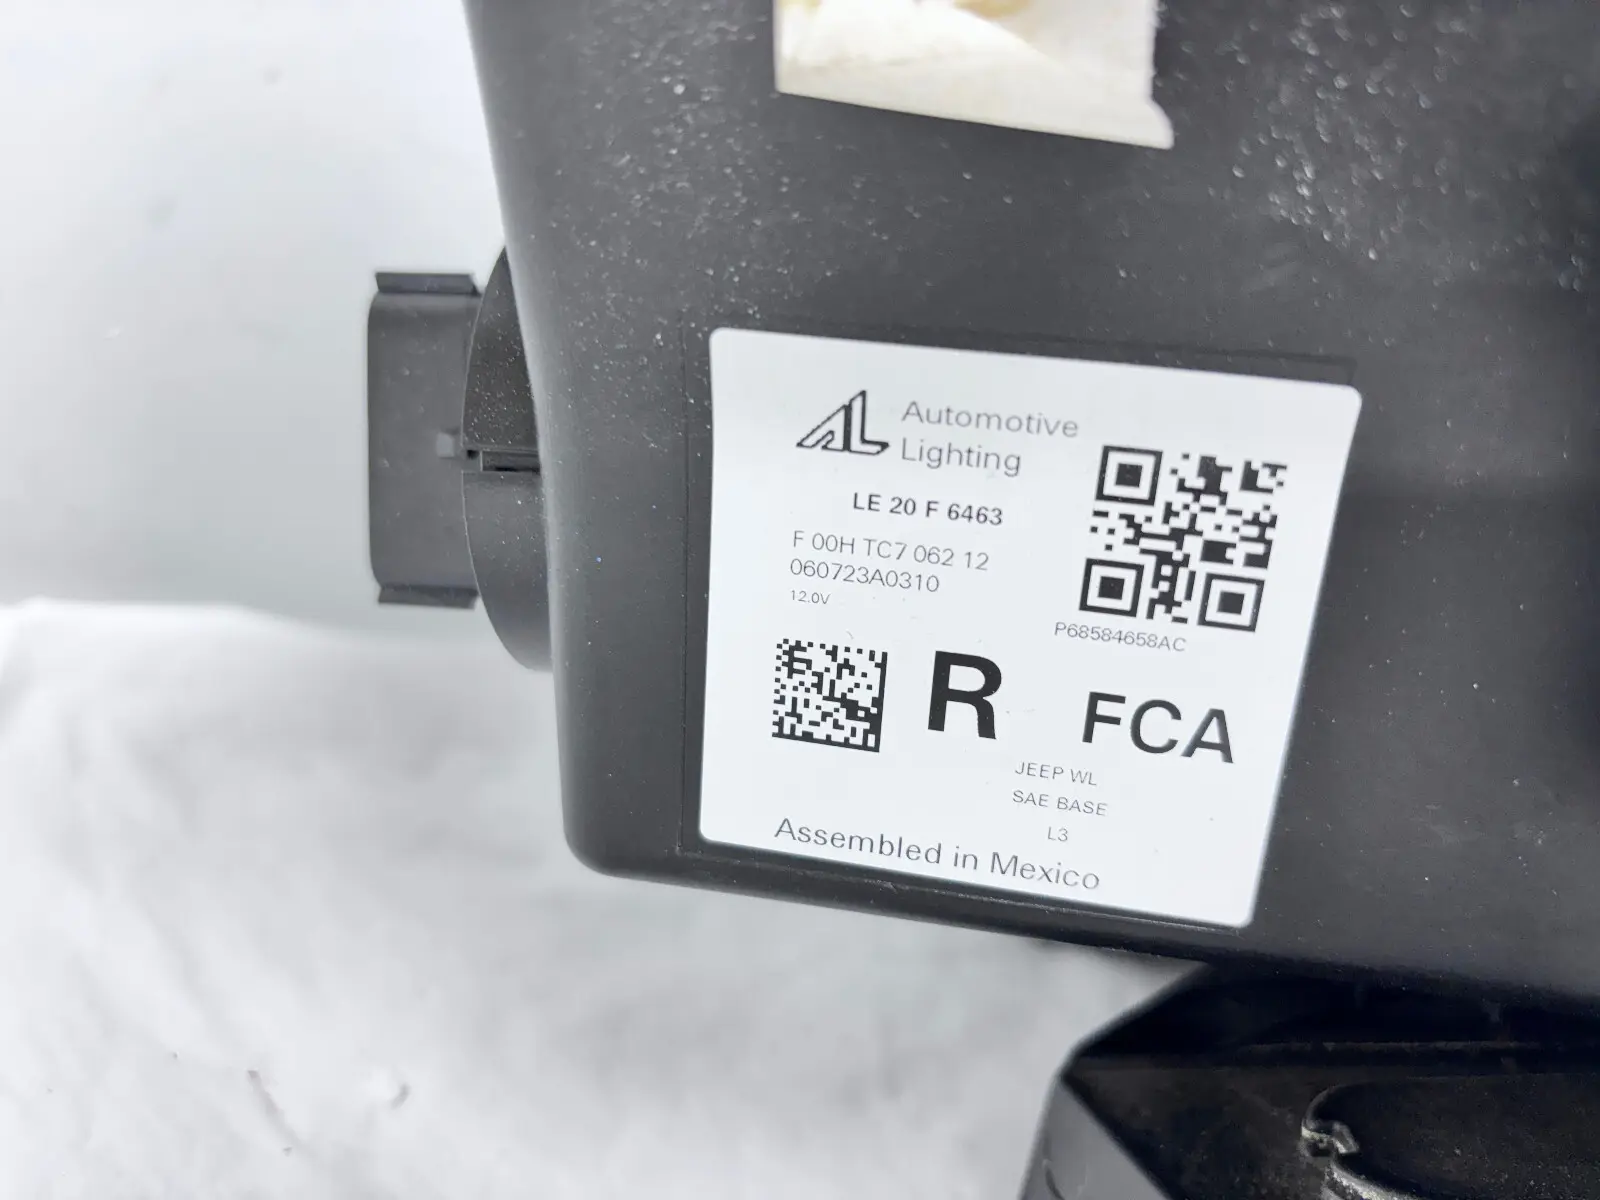 AL Automotive
Lighting
LE 20 F 6463
F 00H TC7 062 12
060723A0310
12.0V
P68584658AC
R
FCA
JEEP WL
SAE BASE
L3
Assembled in Mexico